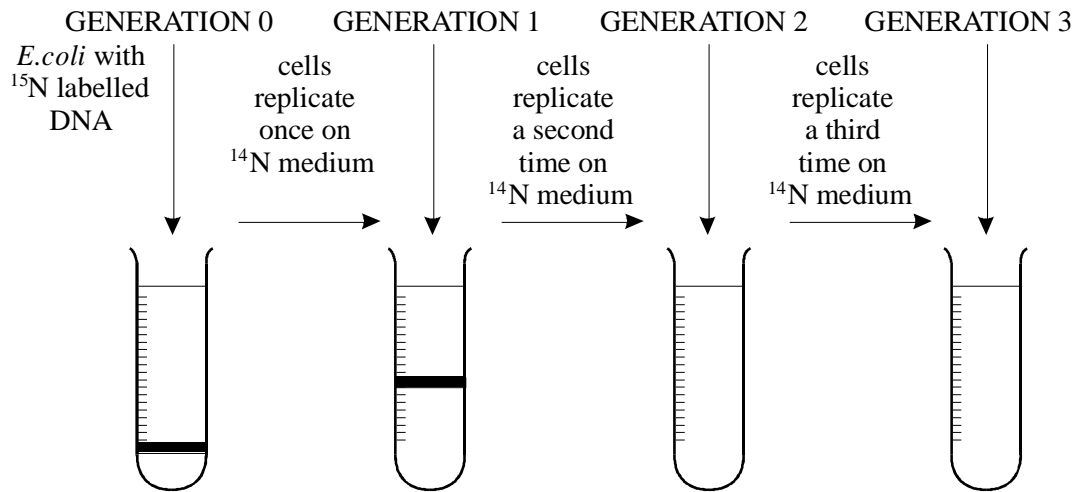 GENERATION 0
E.coli with
¹⁵N labelled
DNA
cells
replicate
once on
¹⁴N medium
GENERATION 1
cells
replicate
a second
time on
¹⁴N medium
GENERATION 2
cells
replicate
a third
time on
¹⁴N medium
GENERATION 3